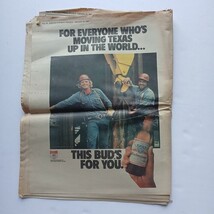 FOR EVERYONE WHO'S
MOVING TEXAS
UP IN THE WORLD...
THIS BUD'S
FOR YOU.